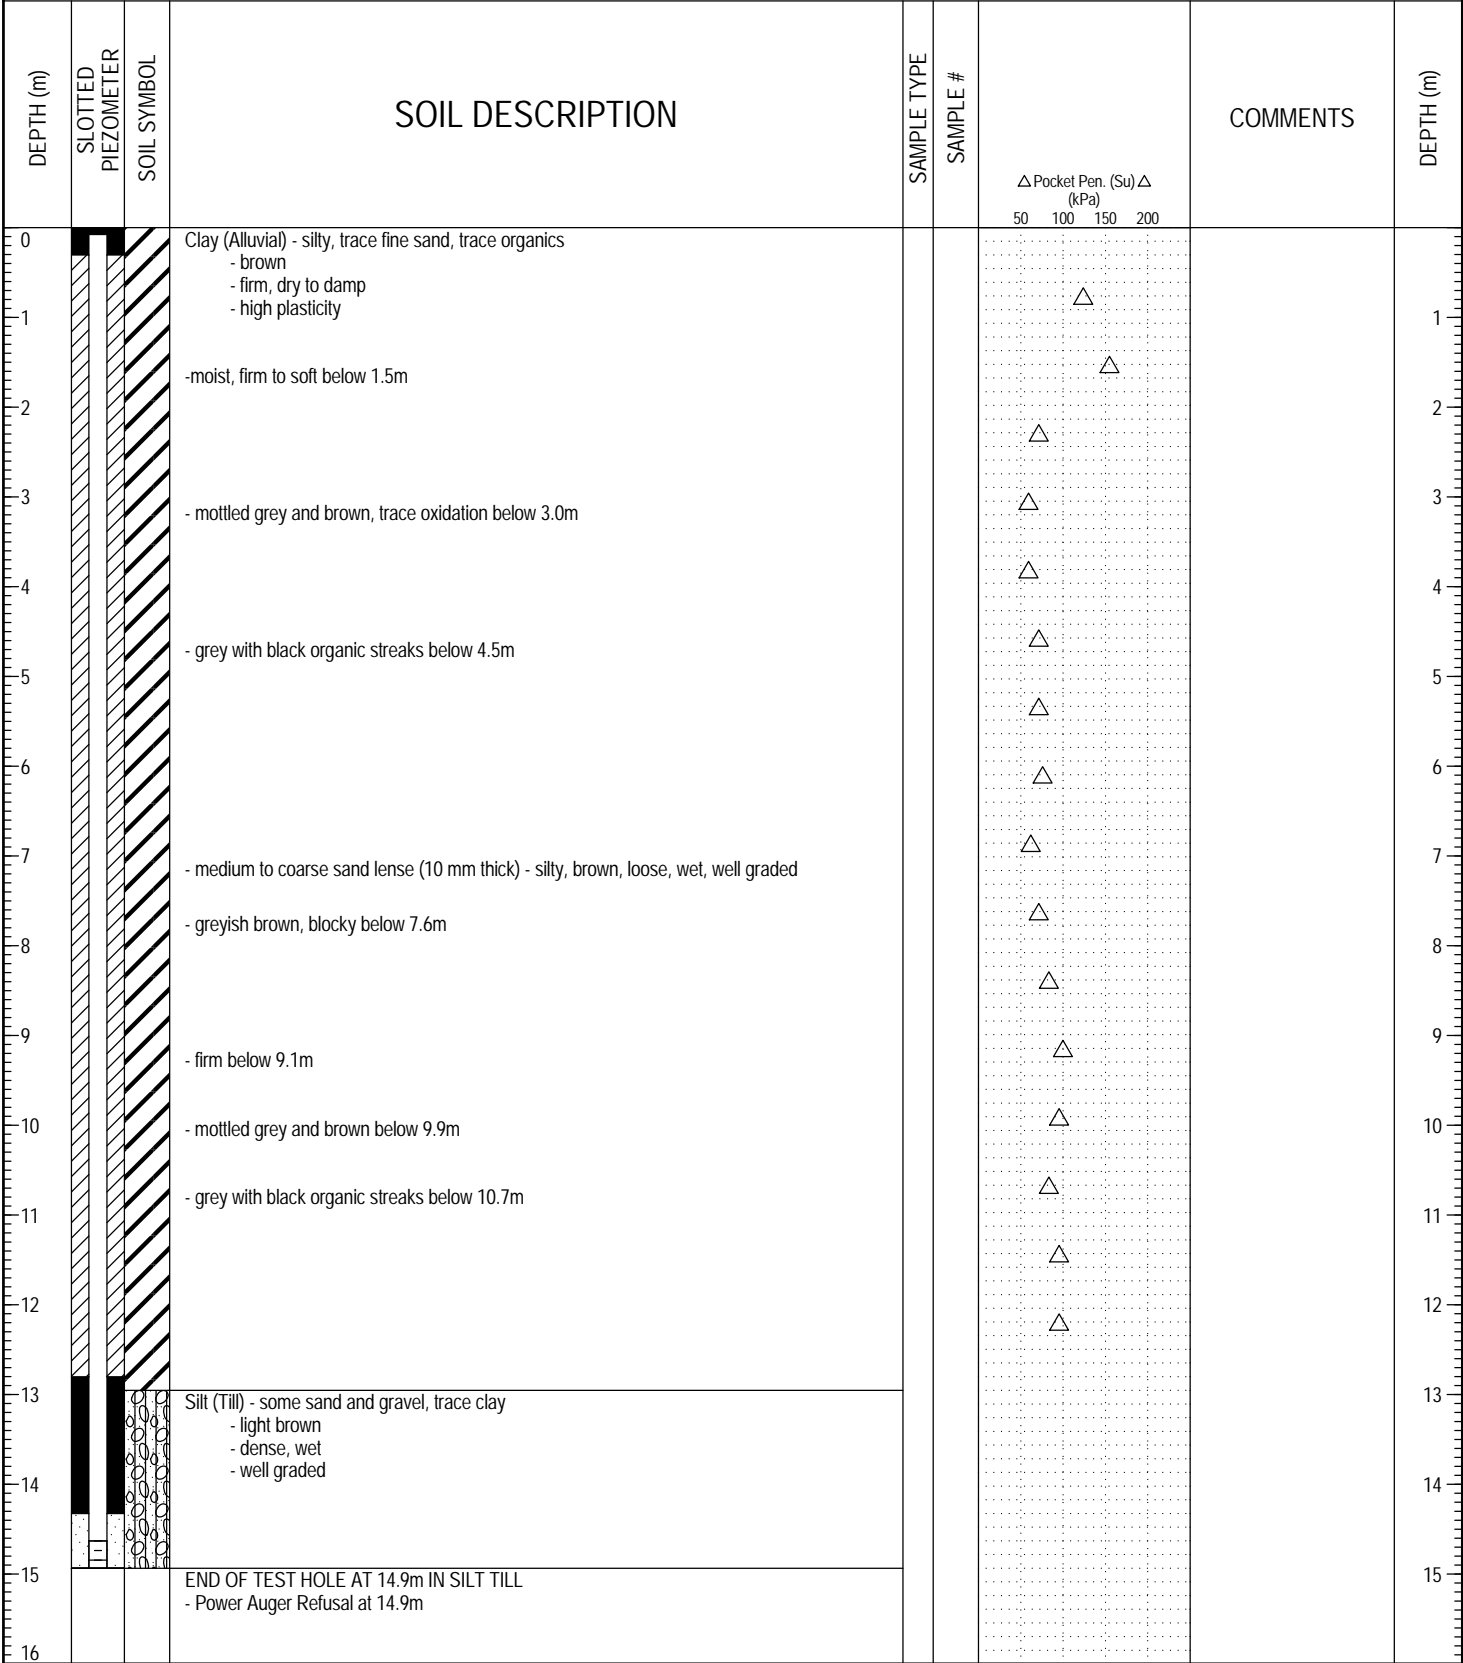 DEPTH (m)
SLOTTED
PIEZOMETER
SOIL SYMBOL
SOIL DESCRIPTION
SAMPLE TYPE
SAMPLE #
△ Pocket Pen. (Su) △
(kPa)
50 100 150 200
COMMENTS
DEPTH (m)
0
Clay (Alluvial) - silty, trace fine sand, trace organics
- brown
- firm, dry to damp
- high plasticity
1 1
-moist, firm to soft below 1.5m
2 2
3 3
- mottled grey and brown, trace oxidation below 3.0m
4 4
- grey with black organic streaks below 4.5m
5 5
6 6
7 7
- medium to coarse sand lense (10 mm thick) - silty, brown, loose, wet, well graded
- greyish brown, blocky below 7.6m
8 8
9 9
- firm below 9.1m
10 10
- mottled grey and brown below 9.9m
- grey with black organic streaks below 10.7m
11 11
12 12
13 13
Silt (Till) - some sand and gravel, trace clay
- light brown
- dense, wet
- well graded
14 14
15 15
END OF TEST HOLE AT 14.9m IN SILT TILL
- Power Auger Refusal at 14.9m
16